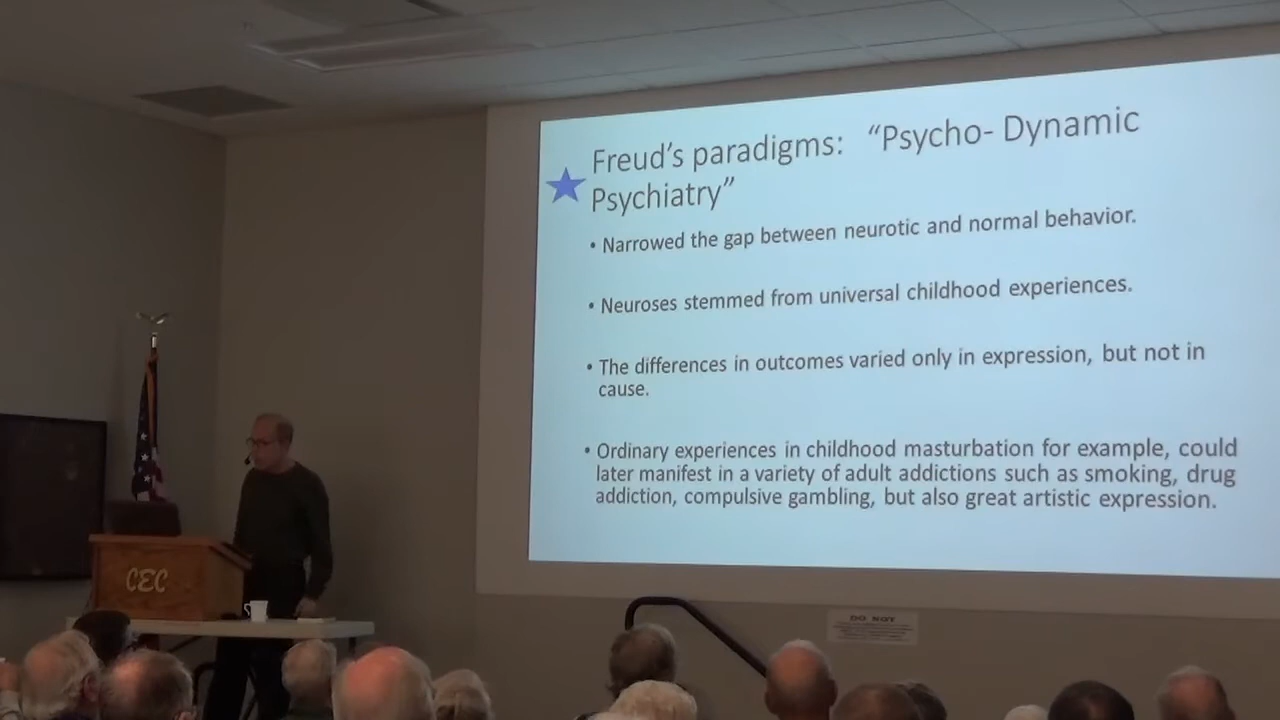 Freud's paradigms: "Psycho- Dynamic
Psychiatry"
• Narrowed the gap between neurotic and normal behavior.
• Neuroses stemmed from universal childhood experiences.
• The differences in outcomes varied only in expression, but not in
cause.
• Ordinary experiences in childhood masturbation for example, could
later manifest in a variety of adult addictions such as smoking, drug
addiction, compulsive gambling, but also great artistic expression.
CEC
DO NOT